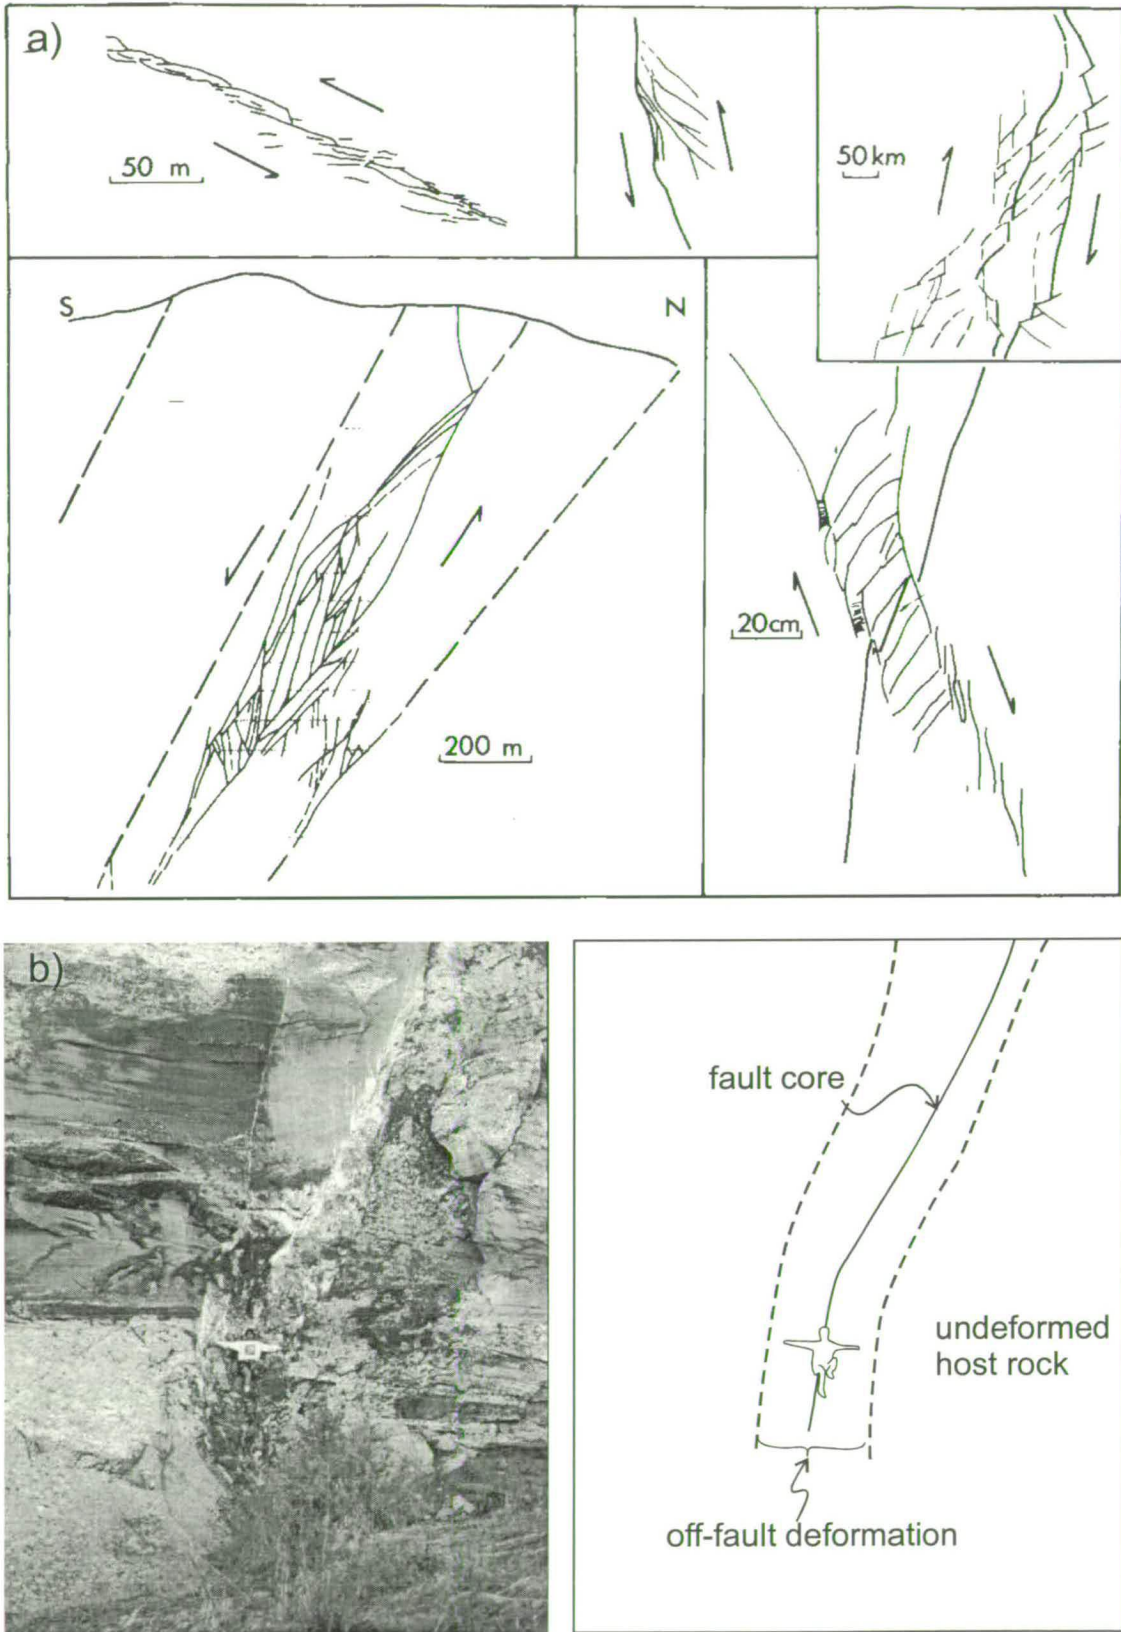 a)
50 m
50 km
S
N
20cm
200 m
b)
fault core
undeformed
host rock
off-fault deformation